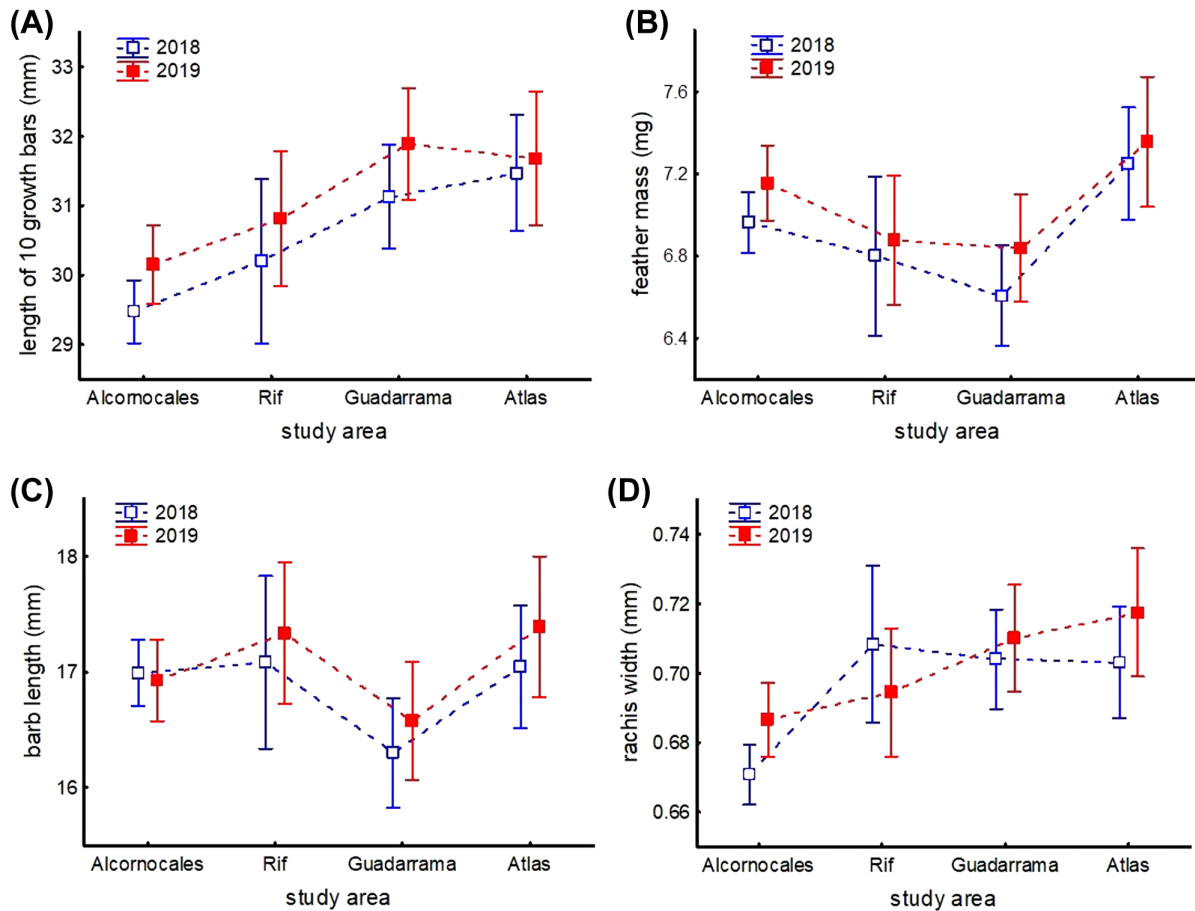 (A)
2018
2019
length of 10 growth bars (mm)
33
32
31
30
29
Alcornocales Rif Guadarrama Atlas
study area
(B)
2018
2019
feather mass (mg)
7.6
7.2
6.8
6.4
Alcornocales Rif Guadarrama Atlas
study area
(C)
2018
2019
barb length (mm)
18
17
16
Alcornocales Rif Guadarrama Atlas
study area
(D)
2018
2019
rachis width (mm)
0.74
0.72
0.70
0.68
0.66
Alcornocales Rif Guadarrama Atlas
study area